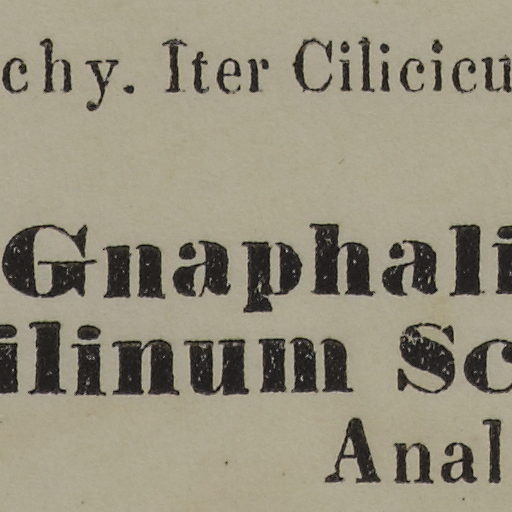 chy. Iter Cilicicu
Gnaphali
ilinum Sc
Anal